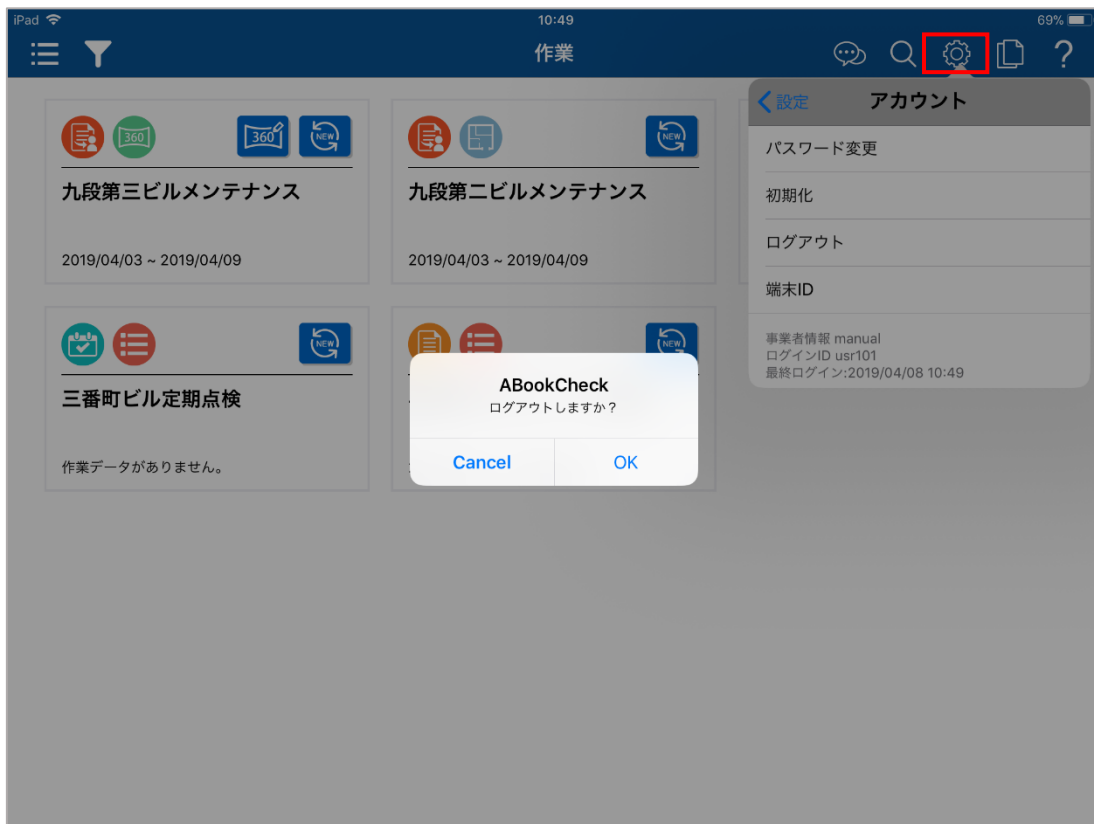 iPad 10:49 69%
作業
?
設定 アカウント
パスワード変更
初期化
ログアウト
端末ID
事業者情報 manual
ログインID usr101
最終ログイン:2019/04/08 10:49
360 360 NEW
九段第三ビルメンテナンス
2019/04/03 ~ 2019/04/09
NEW
九段第二ビルメンテナンス
2019/04/03 ~ 2019/04/09
NEW
三番町ビル定期点検
作業データがありません。
NEW
ABookCheck
ログアウトしますか?
Cancel OK